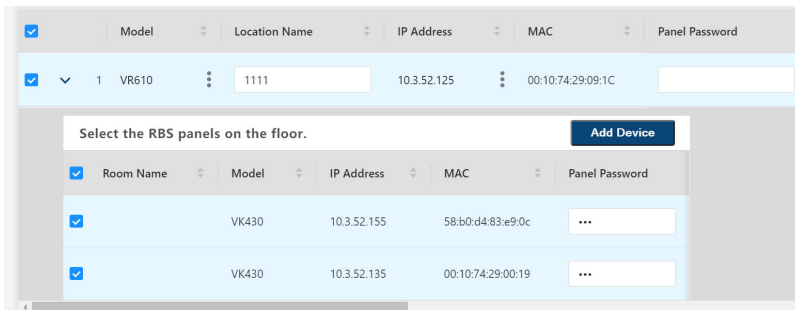 Model Location Name IP Address MAC Panel Password
1 VR610 1111 10.3.52.125 00:10:74:29:09:1C
Select the RBS panels on the floor. Add Device
Room Name Model IP Address MAC Panel Password
VK430 10.3.52.155 58:b0:d4:83:e9:0c •••
VK430 10.3.52.135 00:10:74:29:00:19 •••